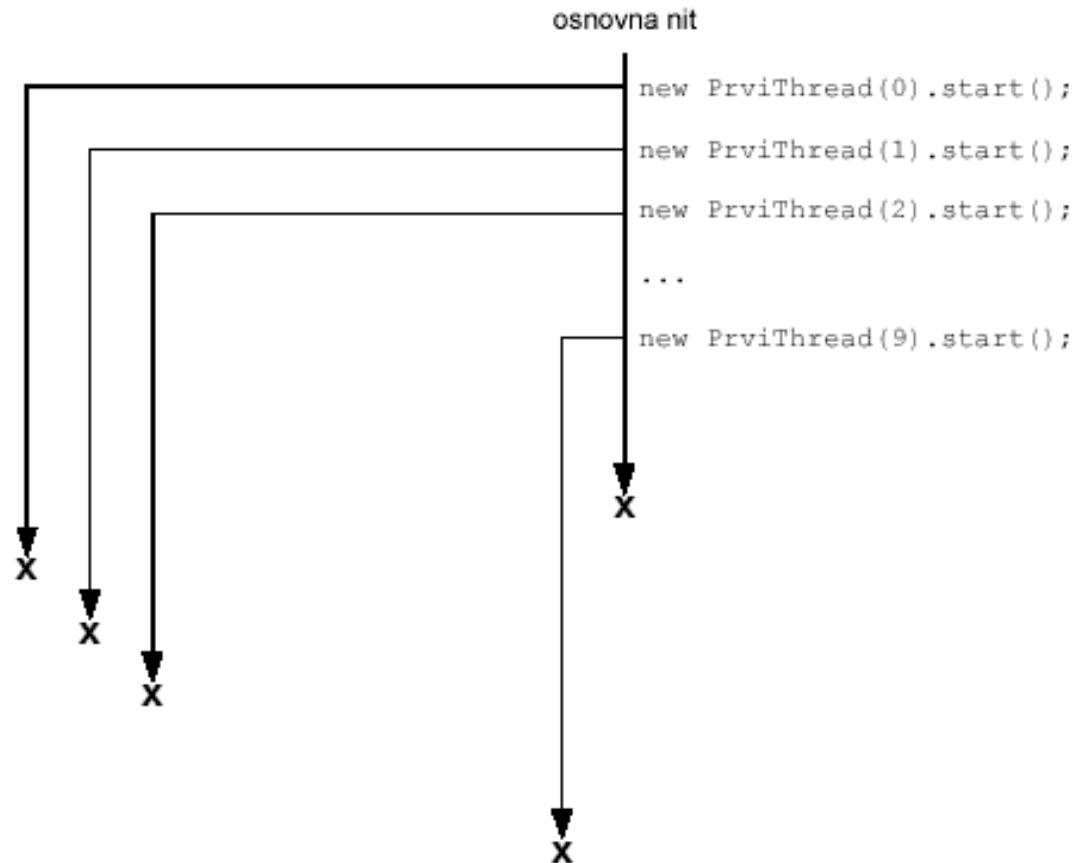 osnovna nit
new PrviThread(0).start();
new PrviThread(1).start();
new PrviThread(2).start();
...
new PrviThread(9).start();
x
x
x
x
x